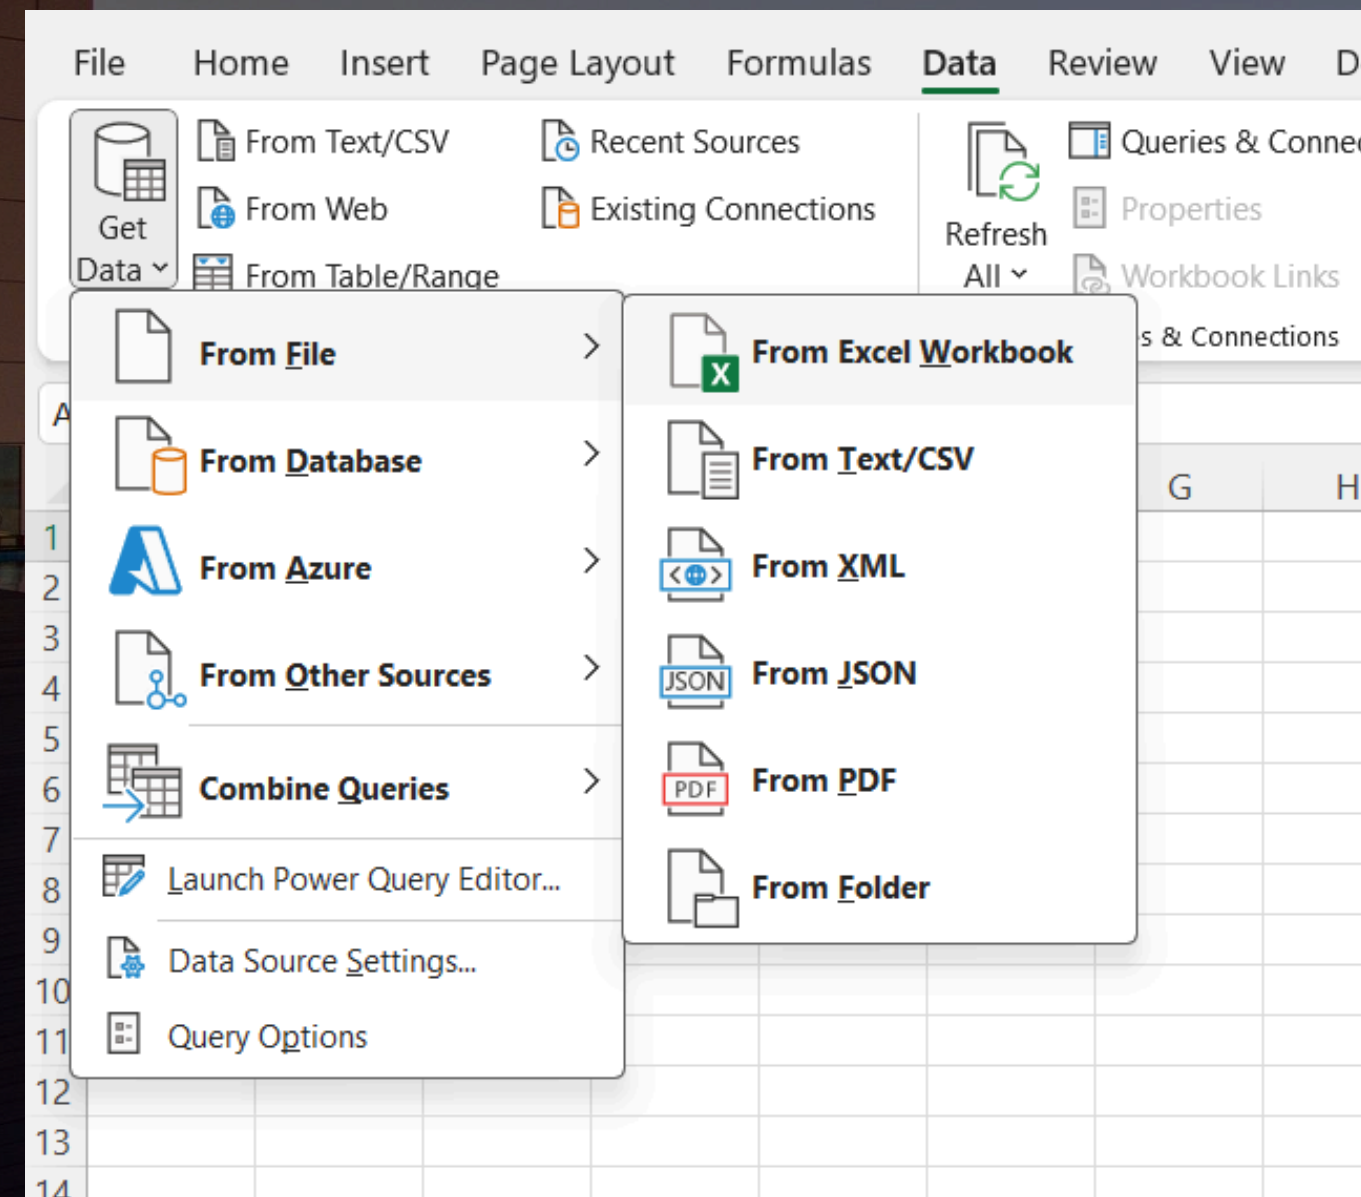 File Home Insert Page Layout Formulas Data Review View D
Get Data
From Text/CSV
From Web
From Table/Range
Recent Sources
Existing Connections
Refresh All
Queries & Connec
Properties
Workbook Links
s & Connections
From File
From Database
From Azure
From Other Sources
Combine Queries
Launch Power Query Editor...
Data Source Settings...
Query Options
From Excel Workbook
From Text/CSV
From XML
JSON
From JSON
PDF
From PDF
From Folder
A
G H
1
2
3
4
5
6
7
8
9
10
11
12
13
14